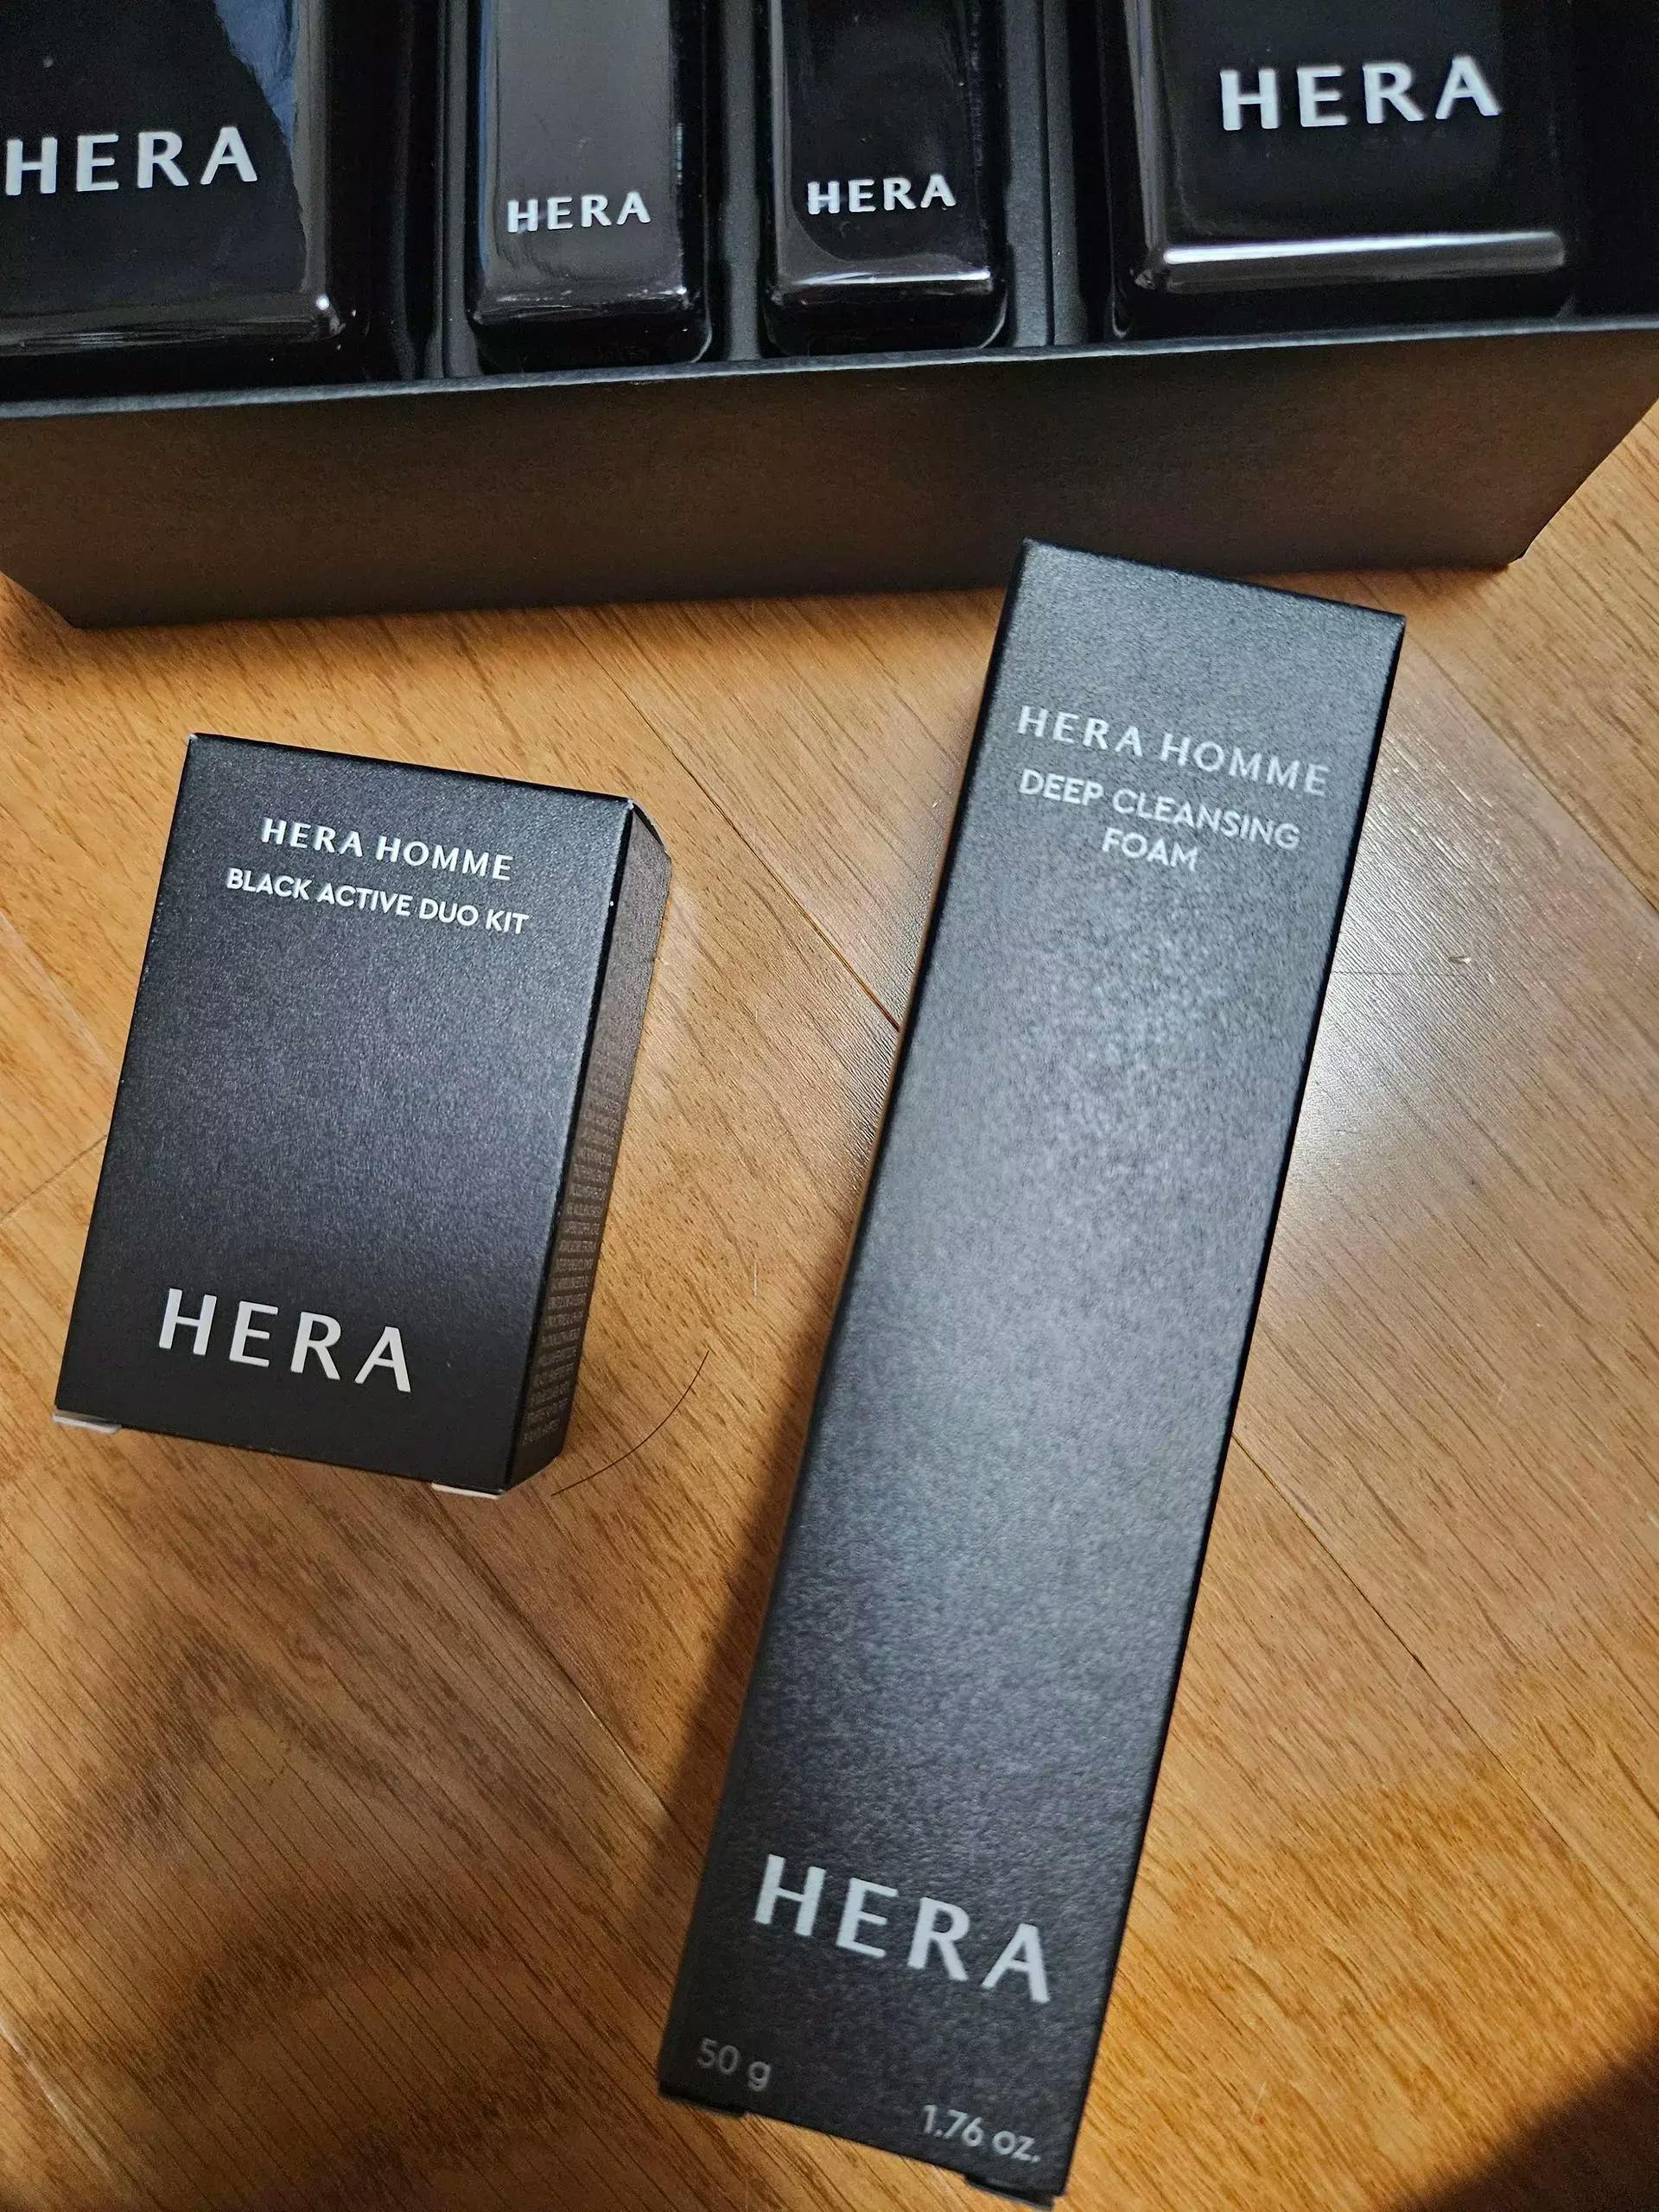 HERA
HERA
HERA
HERA
HERA HOMME
BLACK ACTIVE DUO KIT
HERA
HERA HOMME
DEEP CLEANSING
FOAM
HERA
50 g
1.76 oz.